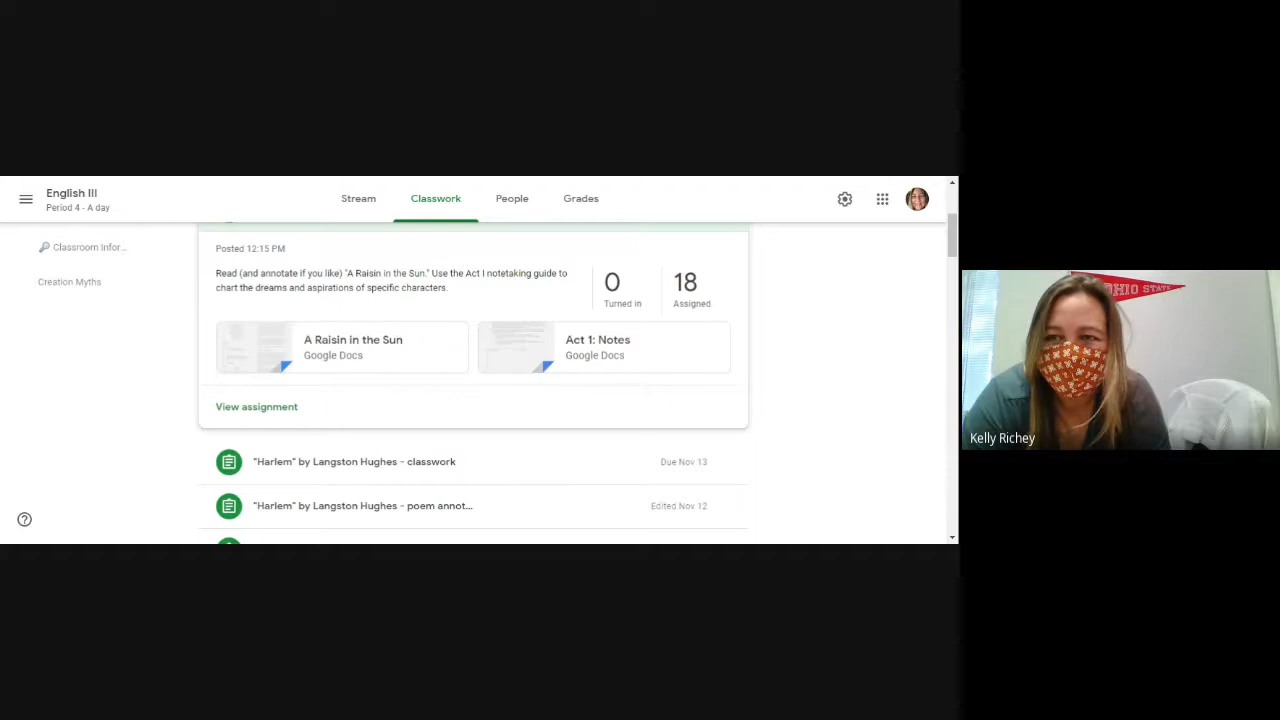 English III
Period 4 - A day
Stream
Classwork
People
Grades
Classroom Infor...
Creation Myths
Posted 12:15 PM
Read (and annotate if you like) "A Raisin in the Sun." Use the Act I notetaking guide to
chart the dreams and aspirations of specific characters.
0
Turned in
18
Assigned
A Raisin in the Sun
Google Docs
Act 1: Notes
Google Docs
View assignment
"Harlem" by Langston Hughes - classwork
Due Nov 13
"Harlem" by Langston Hughes - poem annot...
Edited Nov 12
OHIO STATE
Kelly Richey